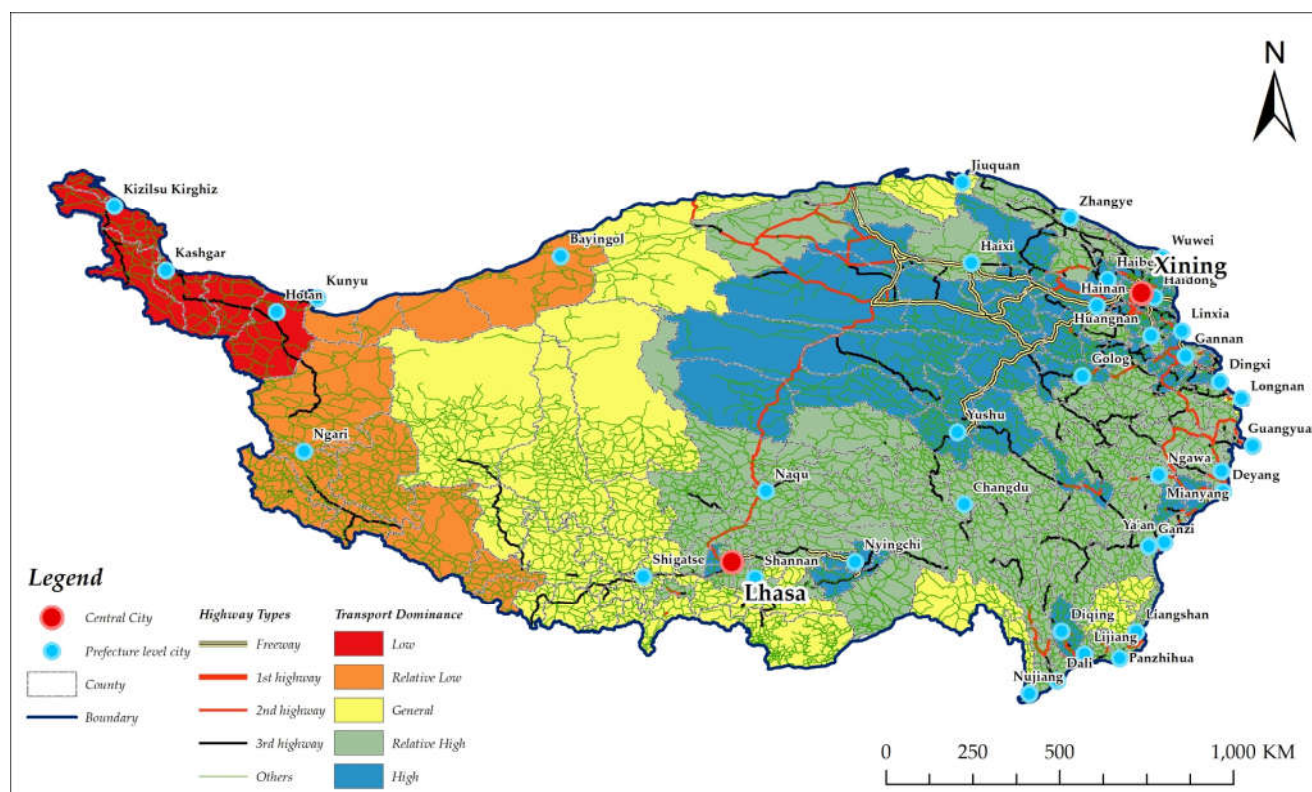 N
Jiuquan
Zhangye
Kizilsu Kirghiz
Wuwei
Bayingol
Haixi
Haibe
Xining
Kashgar
Haidong
Kunyu
Hainan
Hotan
Huangnan
Linxia
Gannan
Golog
Dingxi
Longnan
Yushu
Guangyua
Ngari
Ngawa
Deyang
Naqu
Changdu
Mianyang
Ya'an
Ganzi
Nyingchi
Shigatse
Shannan
Lhasa
Diqing
Liangshan
Lijiang
Dali
Panzhihua
Nujiang
Legend
Central City
Prefecture level city
County
Boundary
Highway Types
Freeway
1st highway
2nd highway
3rd highway
Others
Transport Dominance
Low
Relative Low
General
Relative High
High
0 250 500 1,000 KM